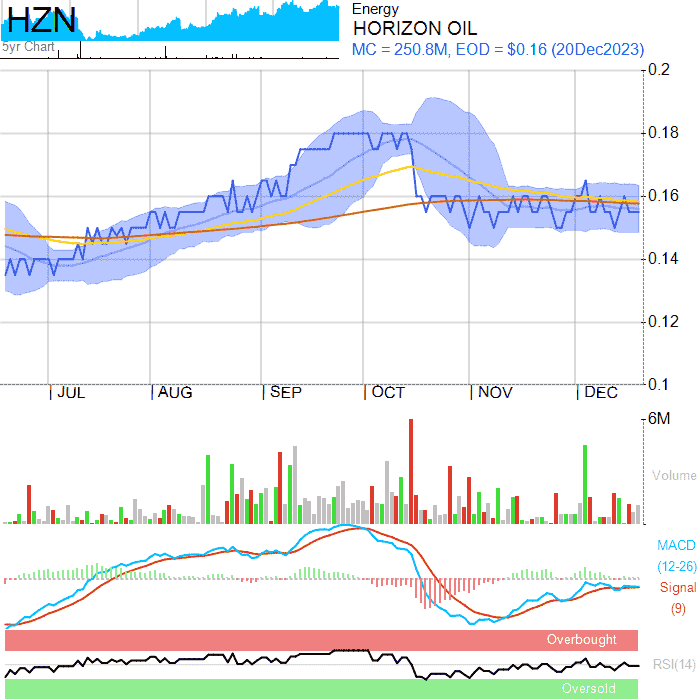 HZN
5yr Chart
Energy
HORIZON OIL
MC = 250.8M, EOD = $0.16 (20Dec2023)
0.2
0.18
0.16
0.14
0.12
0.1
JUL AUG SEP OCT NOV DEC
6M
Volume
MACD
(12-26)
Signal
(9)
Overbought
RSI(14)
Oversold